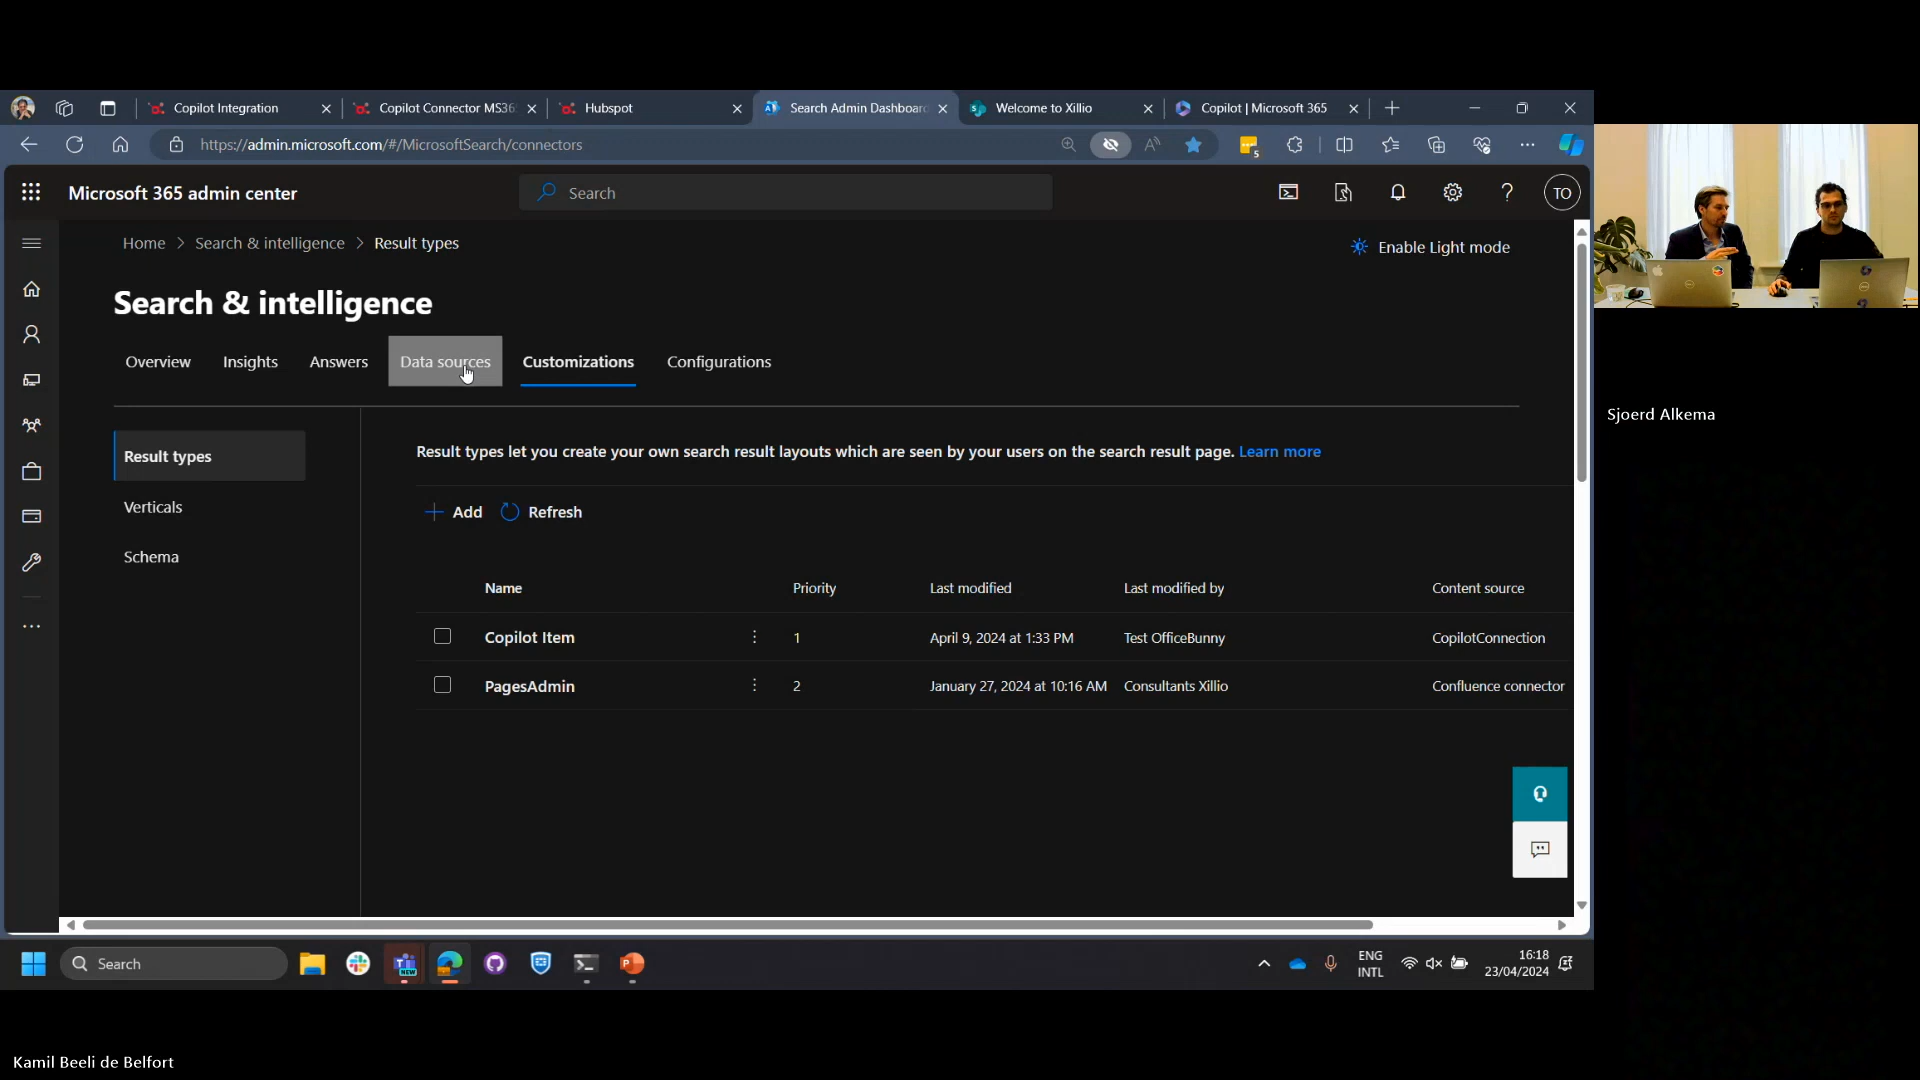 Copilot Integration
Copilot Connector MS36
Hubspot
Search Admin Dashboard
Welcome to Xillio
Copilot | Microsoft 365
https://admin.microsoft.com/#/MicrosoftSearch/connectors
5
Microsoft 365 admin center
Search
TO
Home > Search & intelligence > Result types
Enable Light mode
Search & intelligence
Overview
Insights
Answers
Data sources
Customizations
Configurations
Result types
Verticals
Schema
Result types let you create your own search result layouts which are seen by your users on the search result page. Learn more
Add
Refresh
Name Priority Last modified Last modified by Content source
Copilot Item 1 April 9, 2024 at 1:33 PM Test OfficeBunny CopilotConnection
PagesAdmin 2 January 27, 2024 at 10:16 AM Consultants Xillio Confluence connector
Search
NEW
ENG
INTL
16:18
23/04/2024
Sjoerd Alkema
Kamil Beeli de Belfort